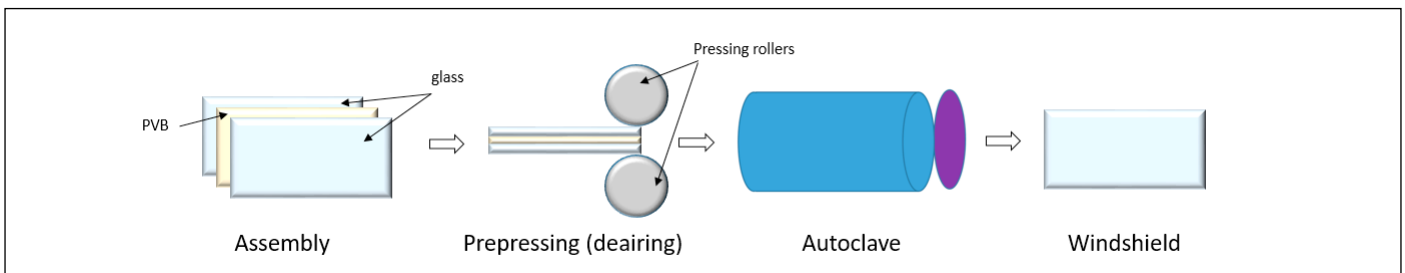 Pressing rollers
glass
PVB
Assembly
Prepressing (deairing)
Autoclave
Windshield